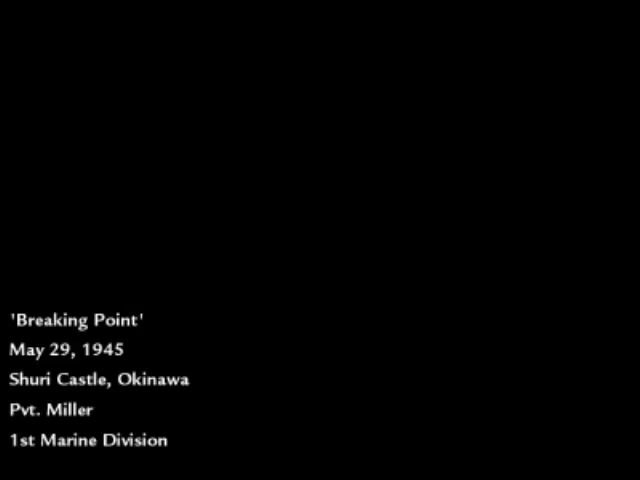 'Breaking Point'
May 29, 1945
Shuri Castle, Okinawa
Pvt. Miller
1st Marine Division